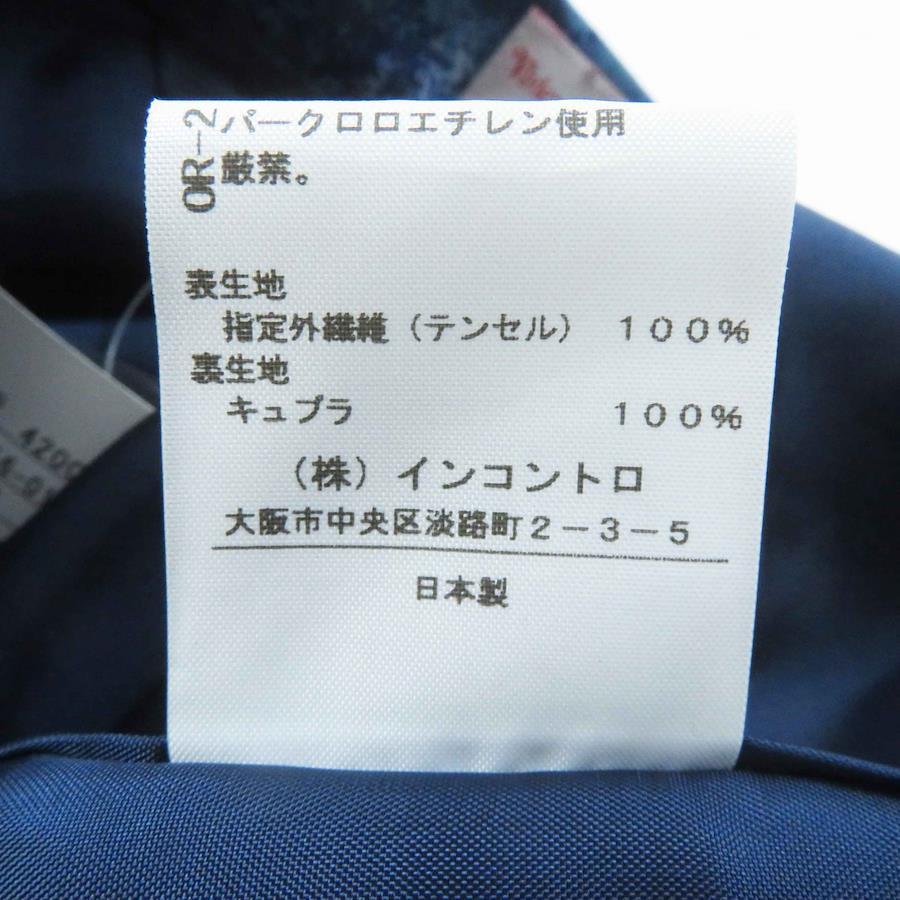 OR-2
パークロロエチレン使用
厳禁。
表生地
指定外繊維（テンセル） 100%
裏生地
キュプラ 100%
（株）インコントロ
大阪市中央区淡路町2-3-5
日本製
4200